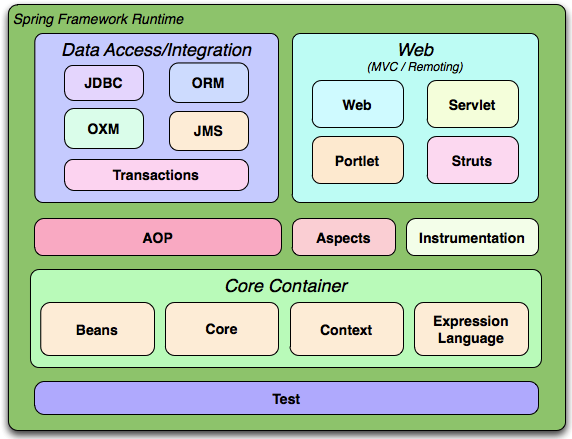 Spring Framework Runtime
Data Access/Integration
JDBC
ORM
OXM
JMS
Transactions
Web
(MVC / Remoting)
Web
Servlet
Portlet
Struts
AOP
Aspects
Instrumentation
Core Container
Beans
Core
Context
Expression
Language
Test